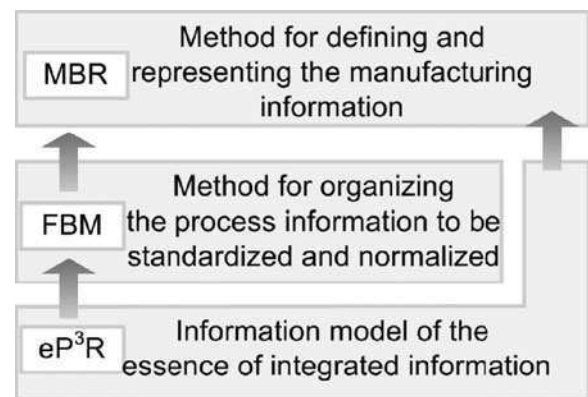 Method for defining and
MBR representing the manufacturing
information
Method for organizing
FBM the process information to be
standardized and normalized
eP³R Information model of the
essence of integrated information